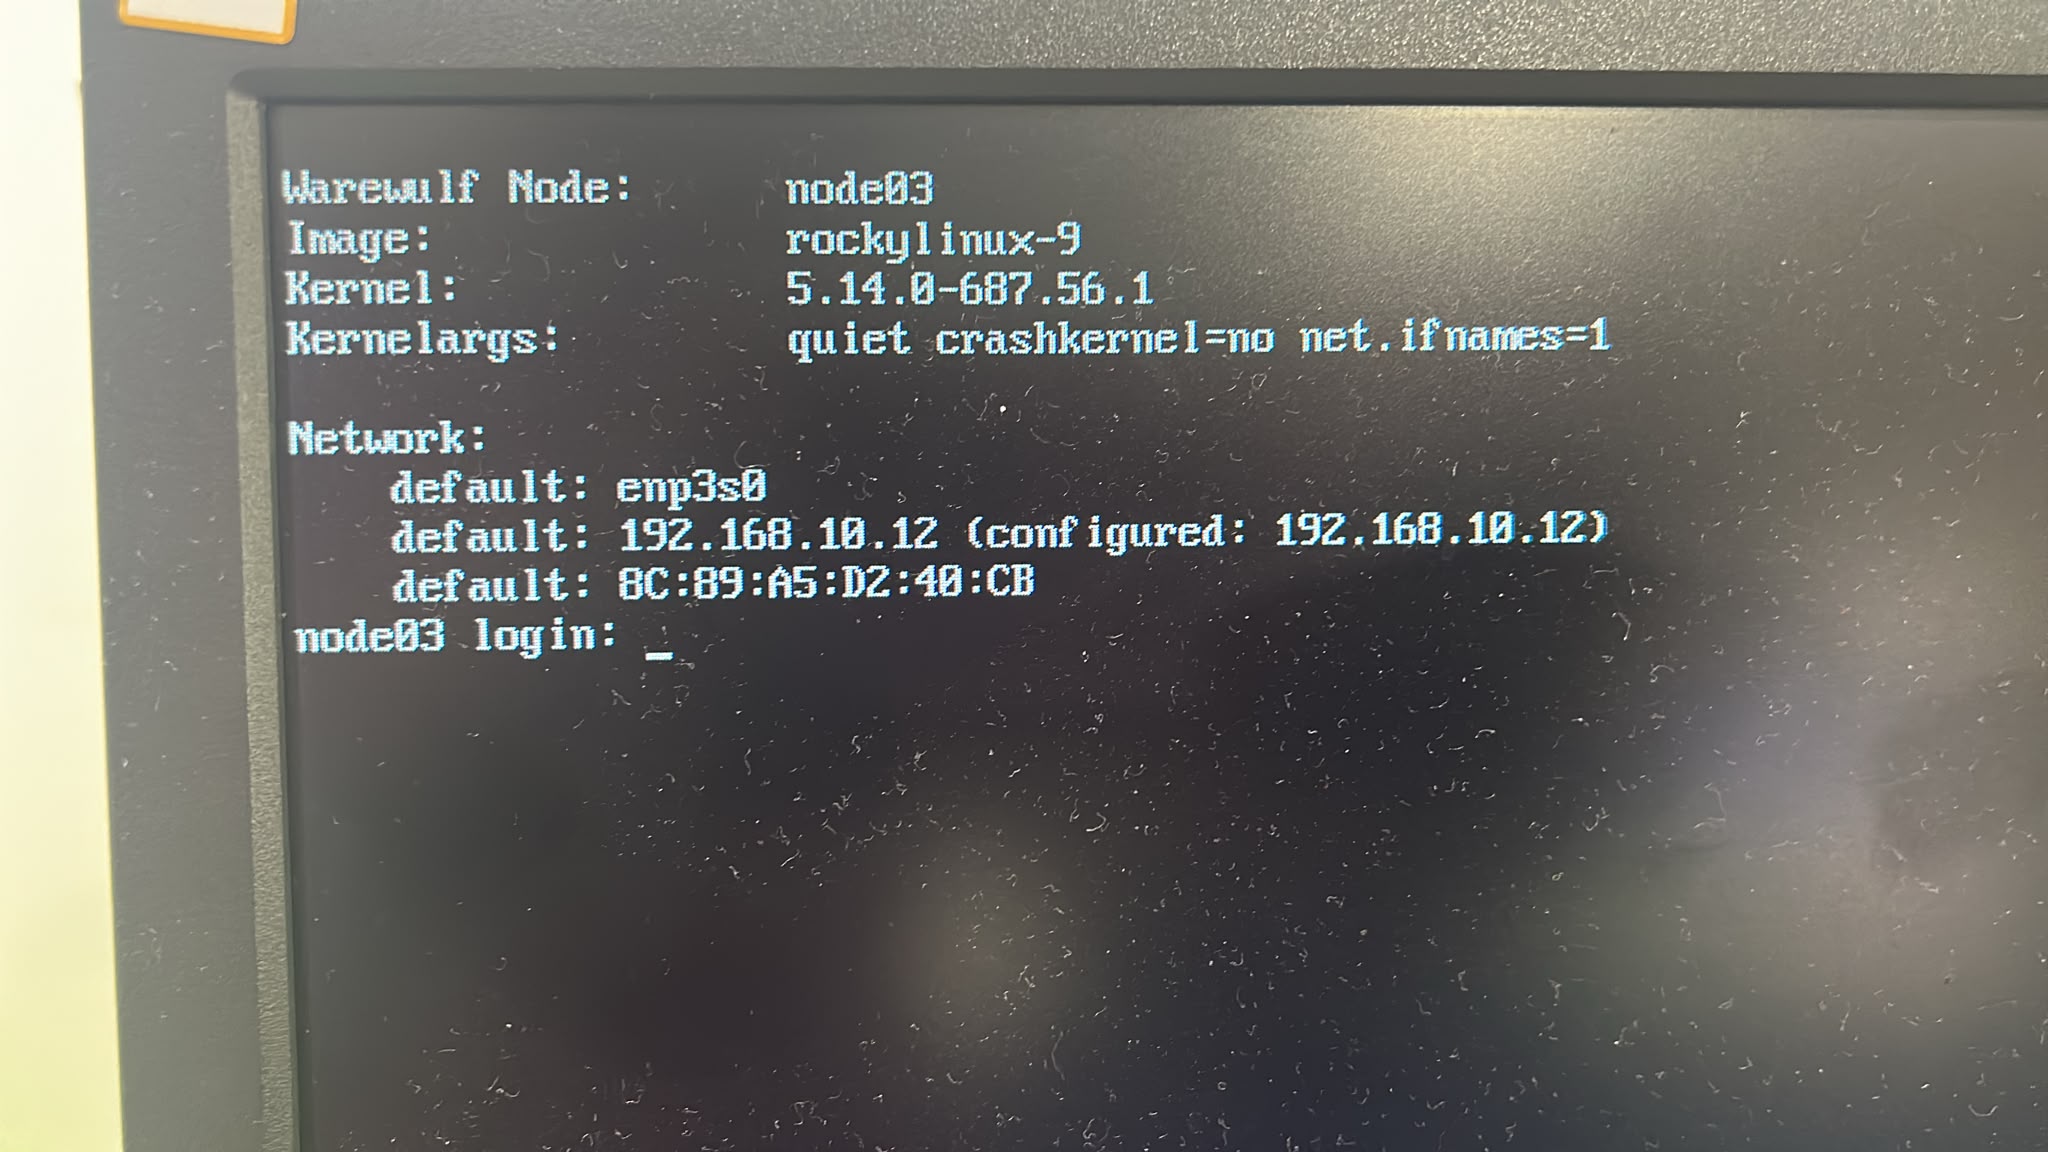 Warewulf Node: node03
Image: rockylinux-9
Kernel: 5.14.0-687.56.1
Kernelargs: quiet crashkernel=no net.ifnames=1
Network:
default: enp3s0
default: 192.168.10.12 (configured: 192.168.10.12)
default: 8C:89:A5:D2:40:CB
node03 login: _